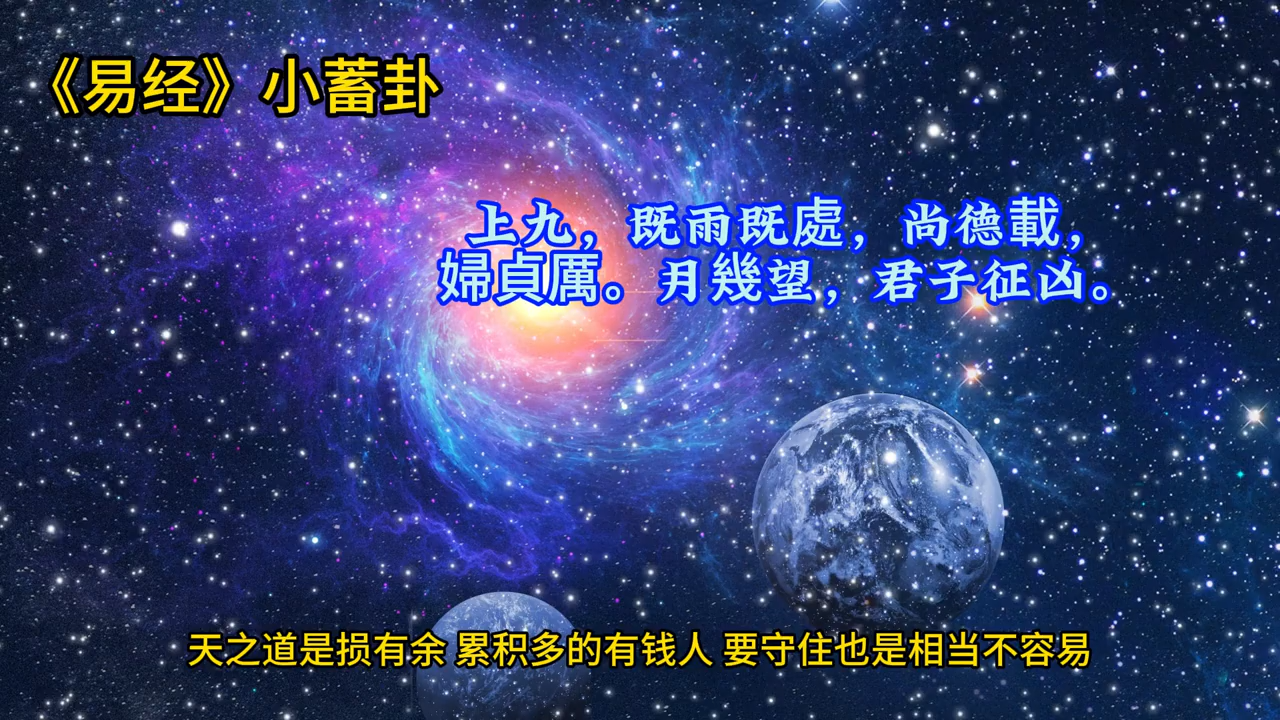 《易经》小蓄卦
上九，既雨既處，尚德載，
婦貞厲。月幾望，君子征凶。
天之道是损有余 累积多的有钱人 要守住也是相当不容易